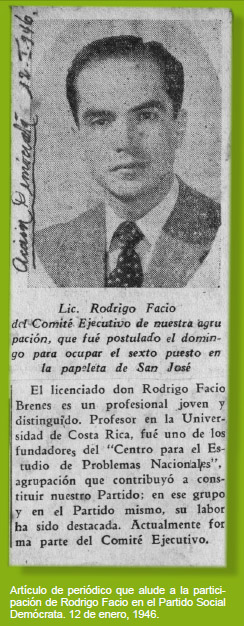 Acción Demócrata 12-I-946.
Lic. Rodrigo Facio
del Comité Ejecutivo de nuestra agru
pación, que fué postulado el domin-
go para ocupar el sexto puesto en
la papeleta de San José
El licenciado don Rodrigo Facio
Brenes es un profesional joven y
distinguido. Profesor en la Univer-
sidad de Costa Rica, fué uno de los
fundadores del "Centro para el Es-
tudio de Problemas Nacionales",
agrupación que contribuyó a cons-
tituir nuestro Partido; en ese grupo
y en el Partido mismo, su labor
ha sido destacada. Actualmente for
ma parte del Comité Ejecutivo.
Artículo de periódico que alude a la partici-
pación de Rodrigo Facio en el Partido Social
Demócrata. 12 de enero, 1946.